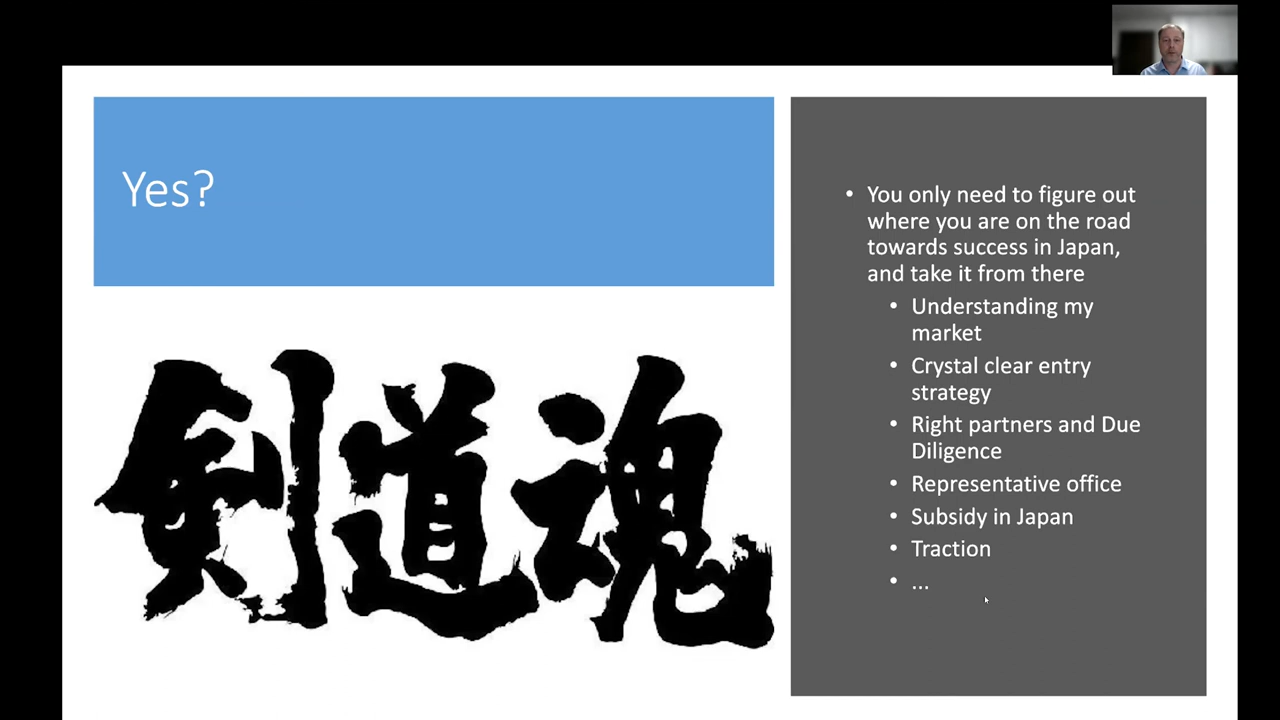 Yes?
剣道魂
• You only need to figure out
where you are on the road
towards success in Japan,
and take it from there
• Understanding my
market
• Crystal clear entry
strategy
• Right partners and Due
Diligence
• Representative office
• Subsidy in Japan
• Traction
• ...